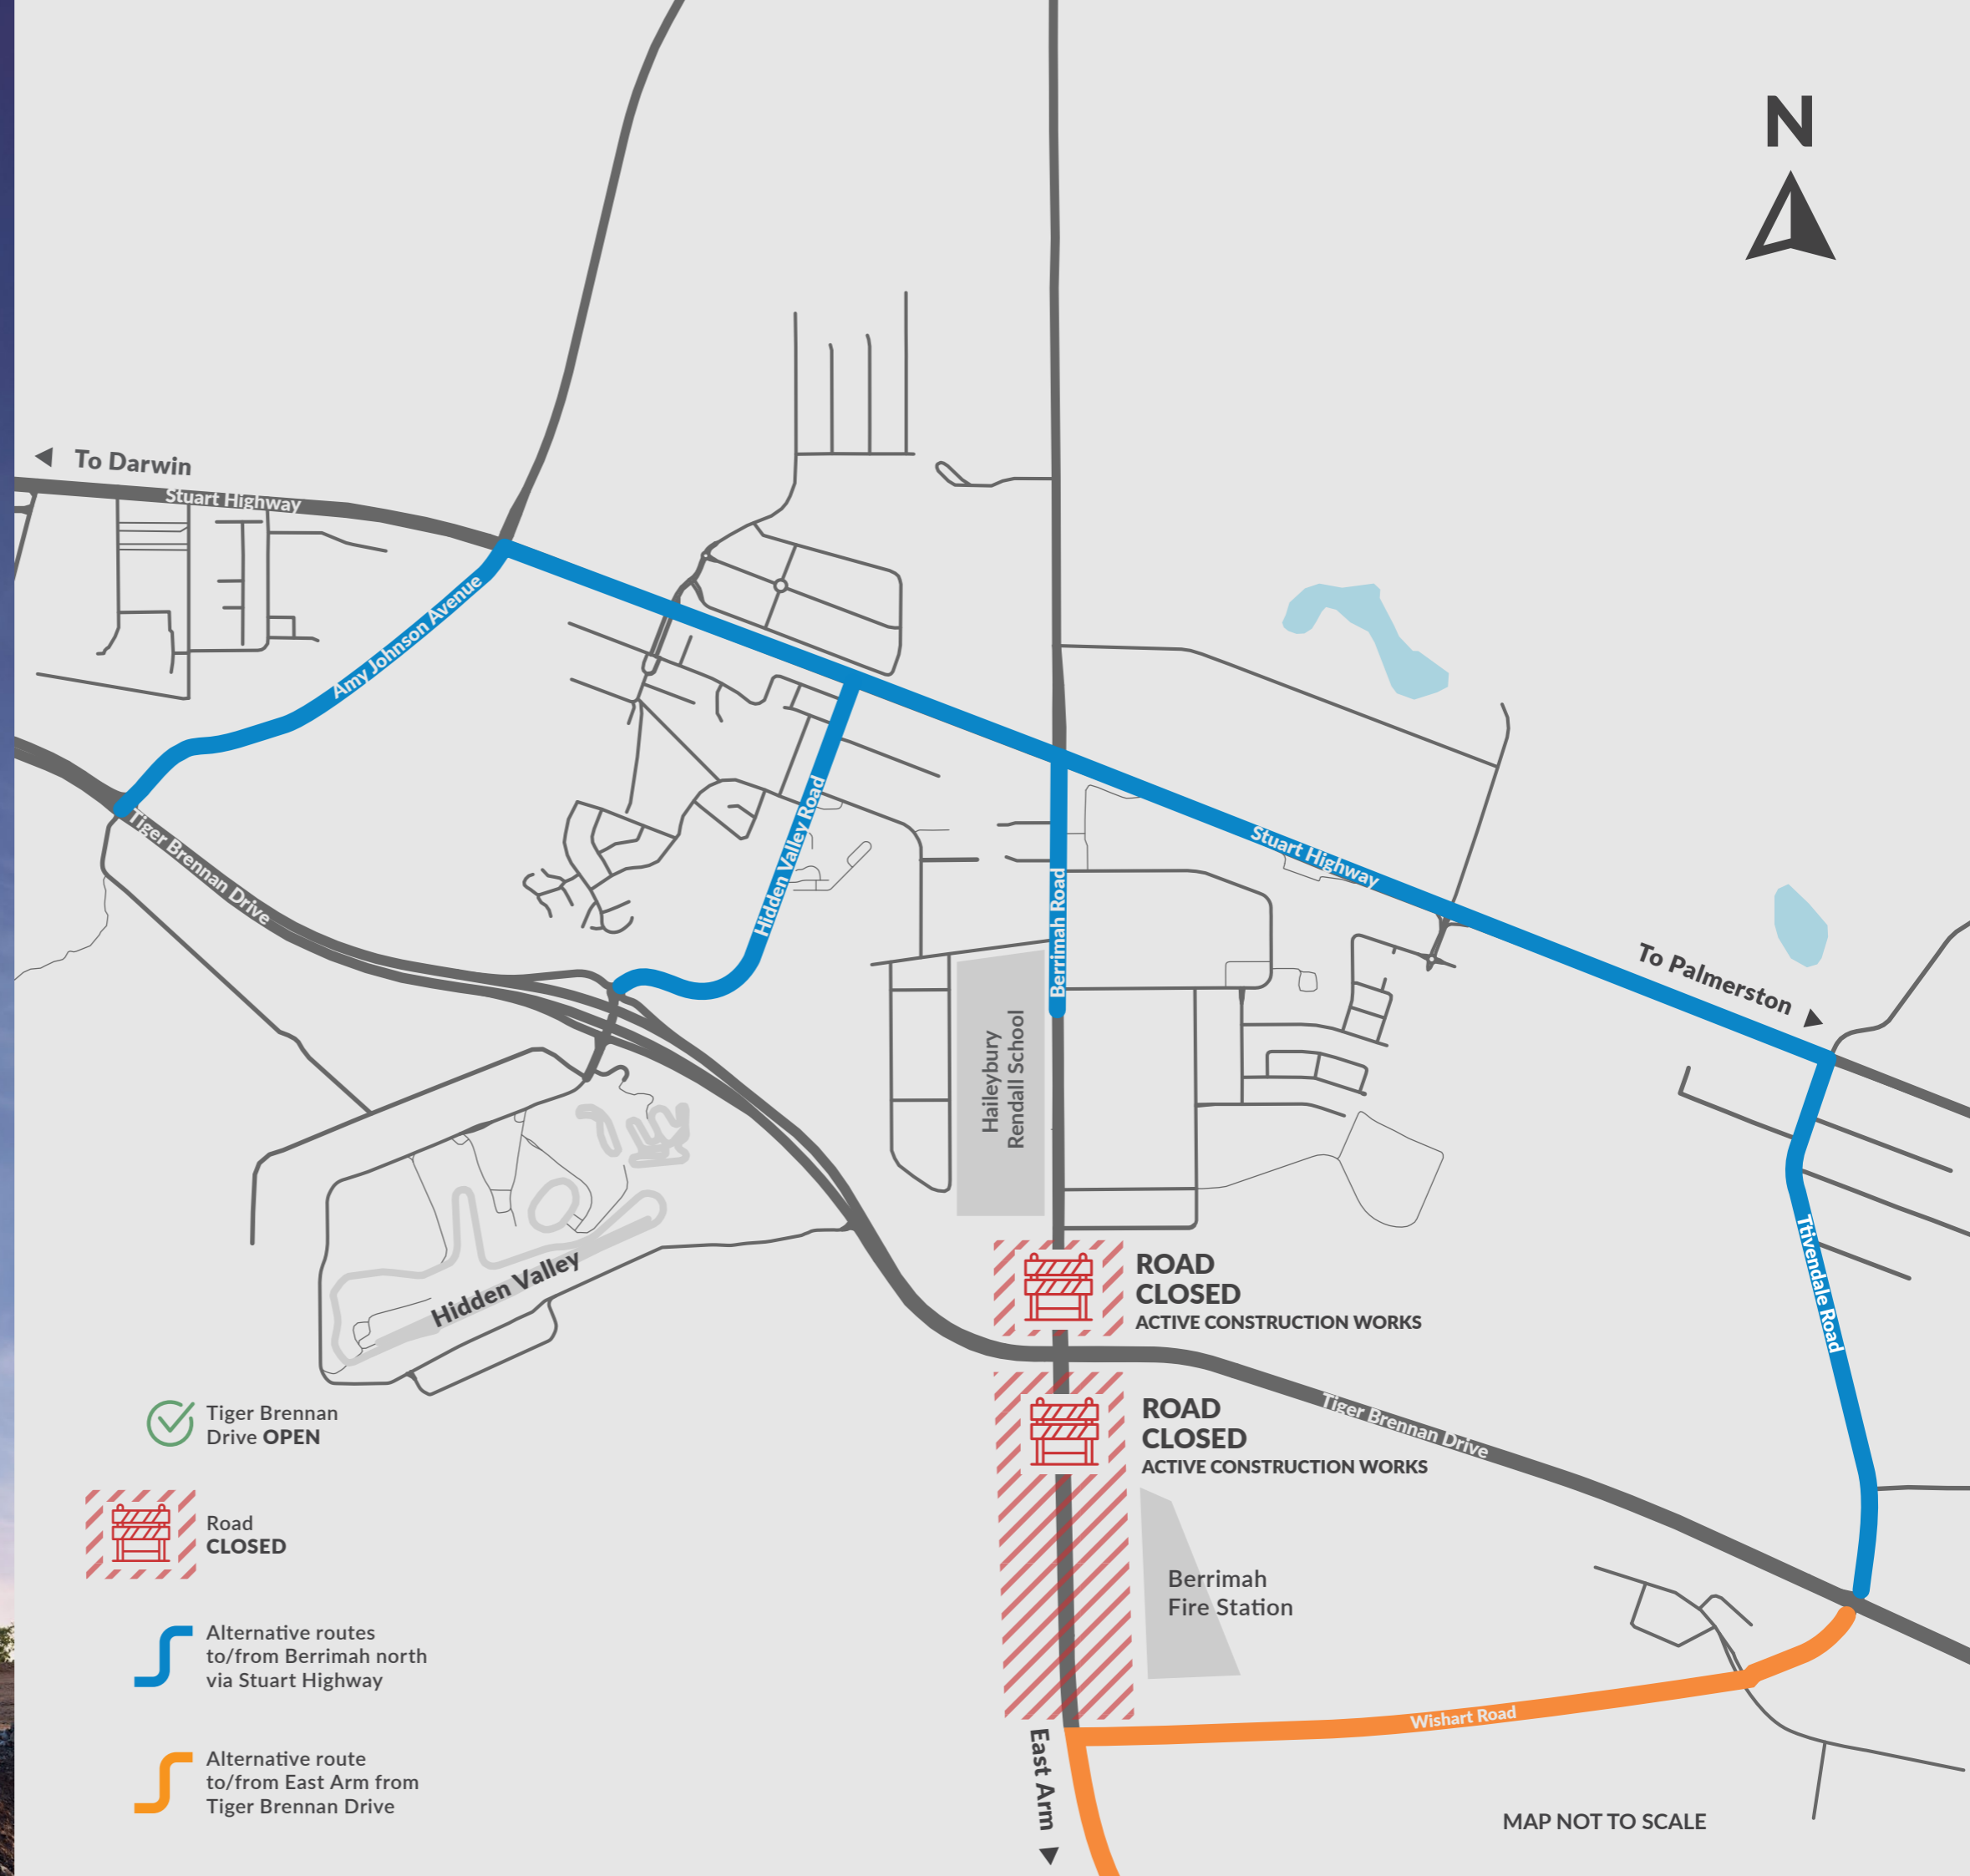 N
To Darwin
Stuart Highway
Amy Johnson Avenue
Tiger Brennan Drive
Hidden Valley Road
Berrimah Road
Stuart Highway
To Palmerston
Haileybury
Rendall School
Hidden Valley
Trivendale Road
ROAD
CLOSED
ACTIVE CONSTRUCTION WORKS
ROAD
CLOSED
ACTIVE CONSTRUCTION WORKS
Tiger Brennan Drive
Berrimah
Fire Station
Wishart Road
East Arm
Tiger Brennan
Drive OPEN
Road
CLOSED
Alternative routes
to/from Berrimah north
via Stuart Highway
Alternative route
to/from East Arm from
Tiger Brennan Drive
MAP NOT TO SCALE